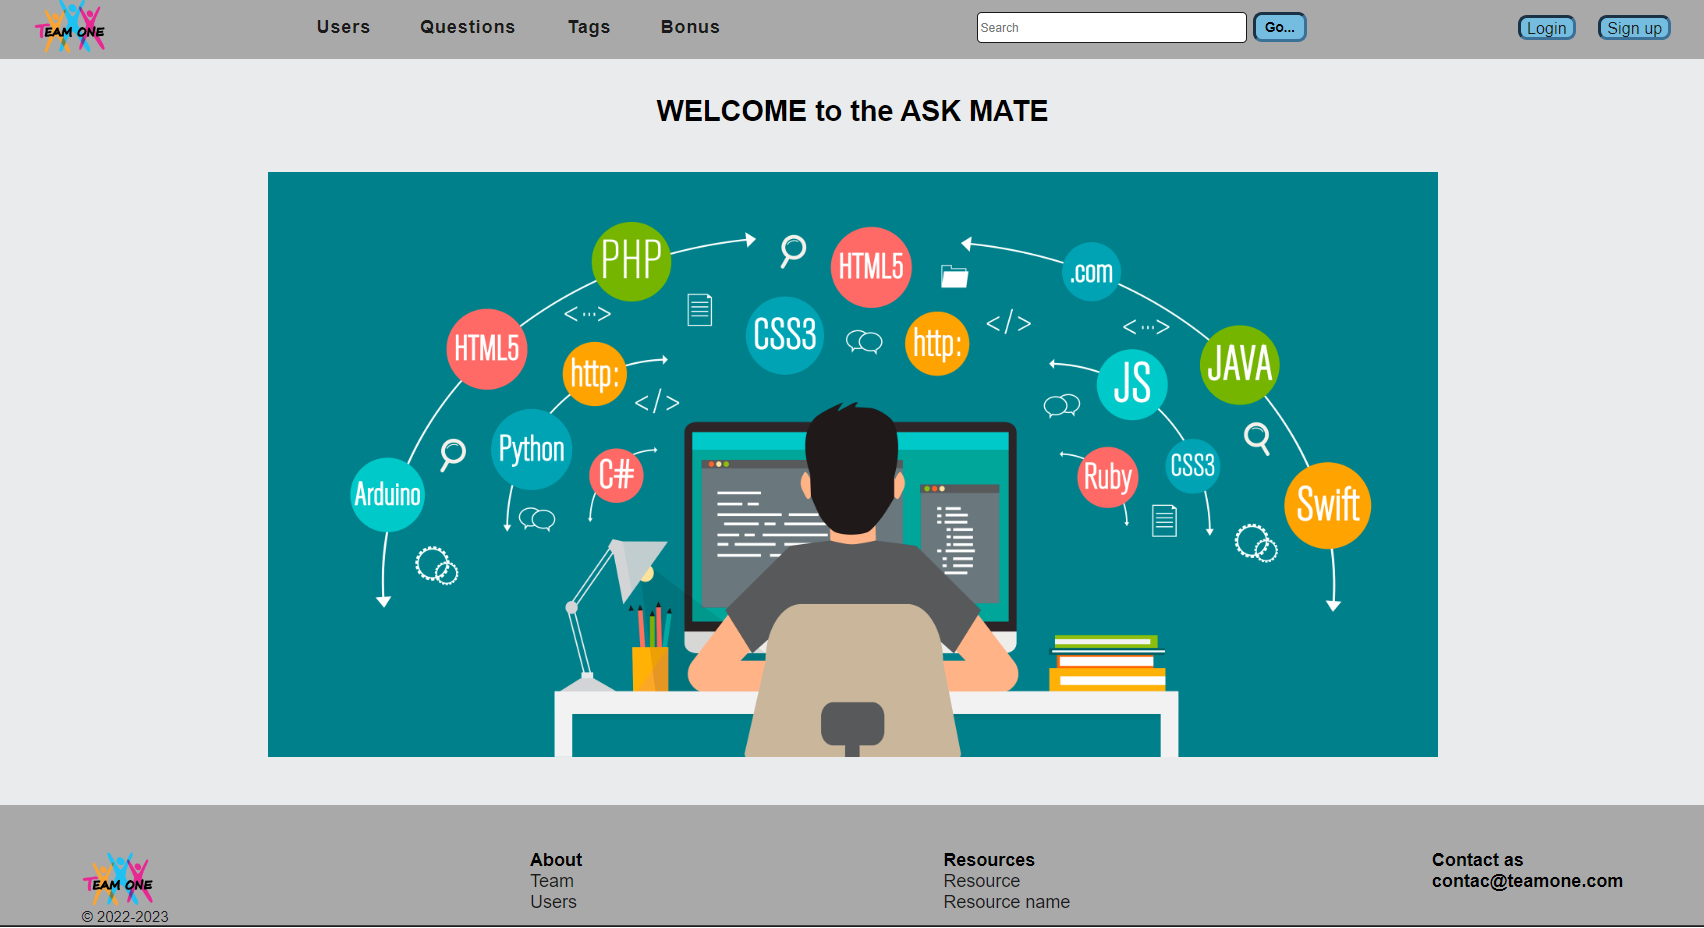 TEAM ONE
Users Questions Tags Bonus
Search Go...
Login Sign up
WELCOME to the ASK MATE
PHP
HTML5
.com
HTML5
CSS3
http:
JAVA
http:
JS
Python
C#
Ruby
CSS3
Arduino
Swift
<...>
</>
<...>
</>
TEAM ONE
© 2022-2023
About
Team
Users
Resources
Resource
Resource name
Contact as
contac@teamone.com